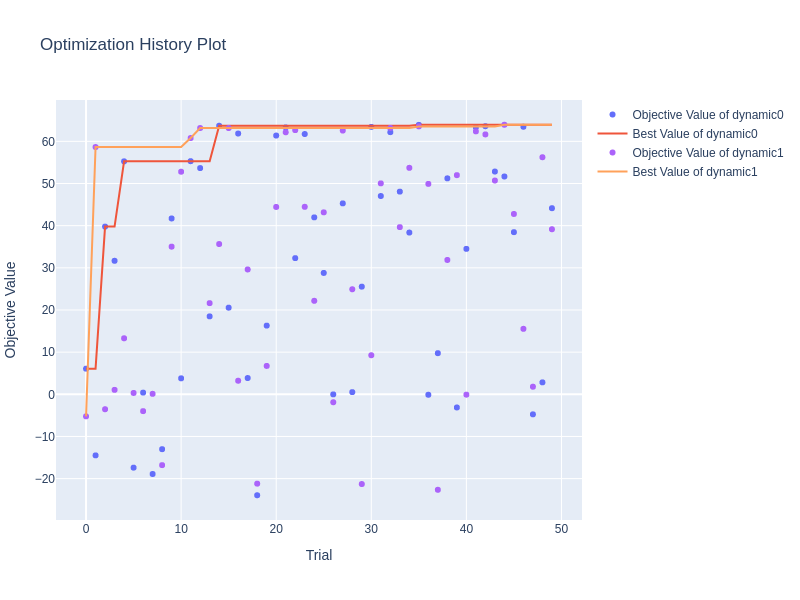 Optimization History Plot
Objective Value of dynamic0
Best Value of dynamic0
Objective Value of dynamic1
Best Value of dynamic1
Objective Value
60
50
40
30
20
10
0
−10
−20
0 10 20 30 40 50
Trial